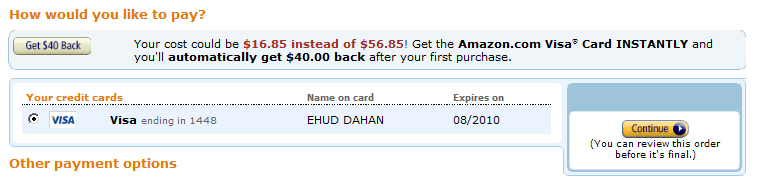 How would you like to pay?
Get $40 Back
Your cost could be $16.85 instead of $56.85! Get the Amazon.com Visa® Card INSTANTLY and
you'll automatically get $40.00 back after your first purchase.
Your credit cards Name on card Expires on
VISA Visa ending in 1448 EHUD DAHAN 08/2010
Continue
(You can review this order
before it's final.)
Other payment options